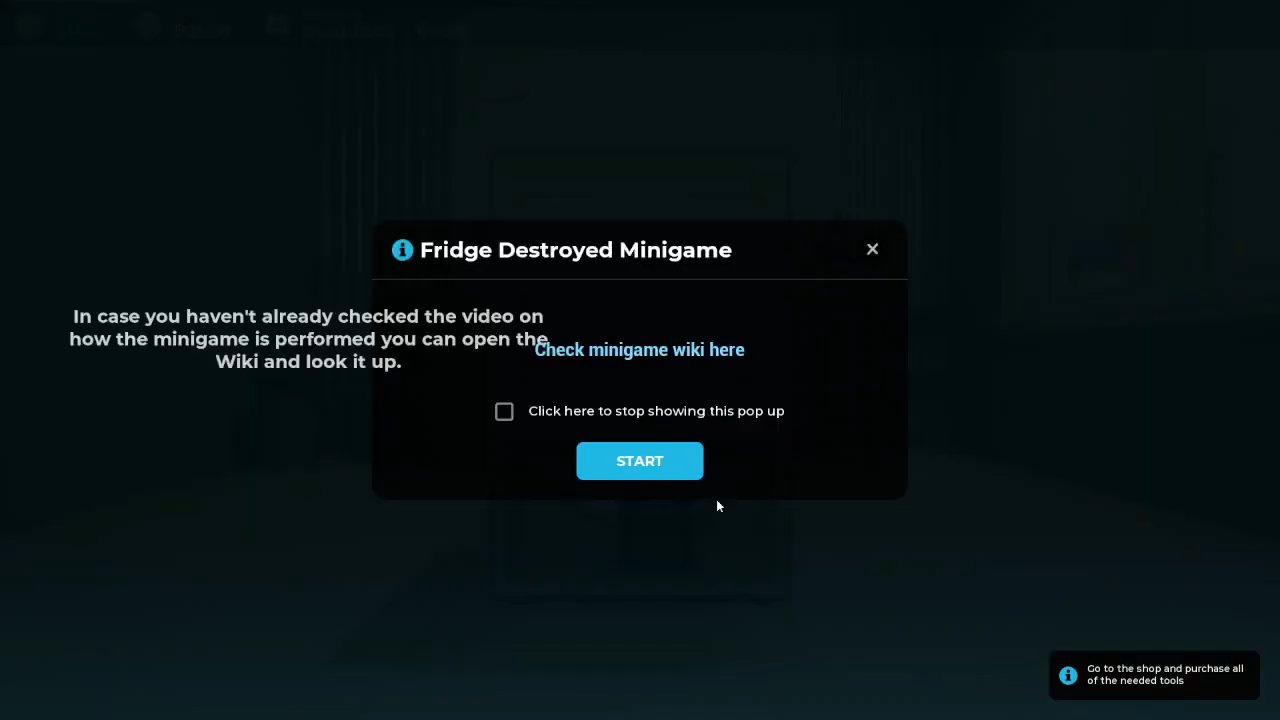 Fridge Destroyed Minigame
In case you haven't already checked the video on
how the minigame is performed you can open the
Wiki and look it up.
Check minigame wiki here
Click here to stop showing this pop up
START
Go to the shop and purchase all
of the needed tools